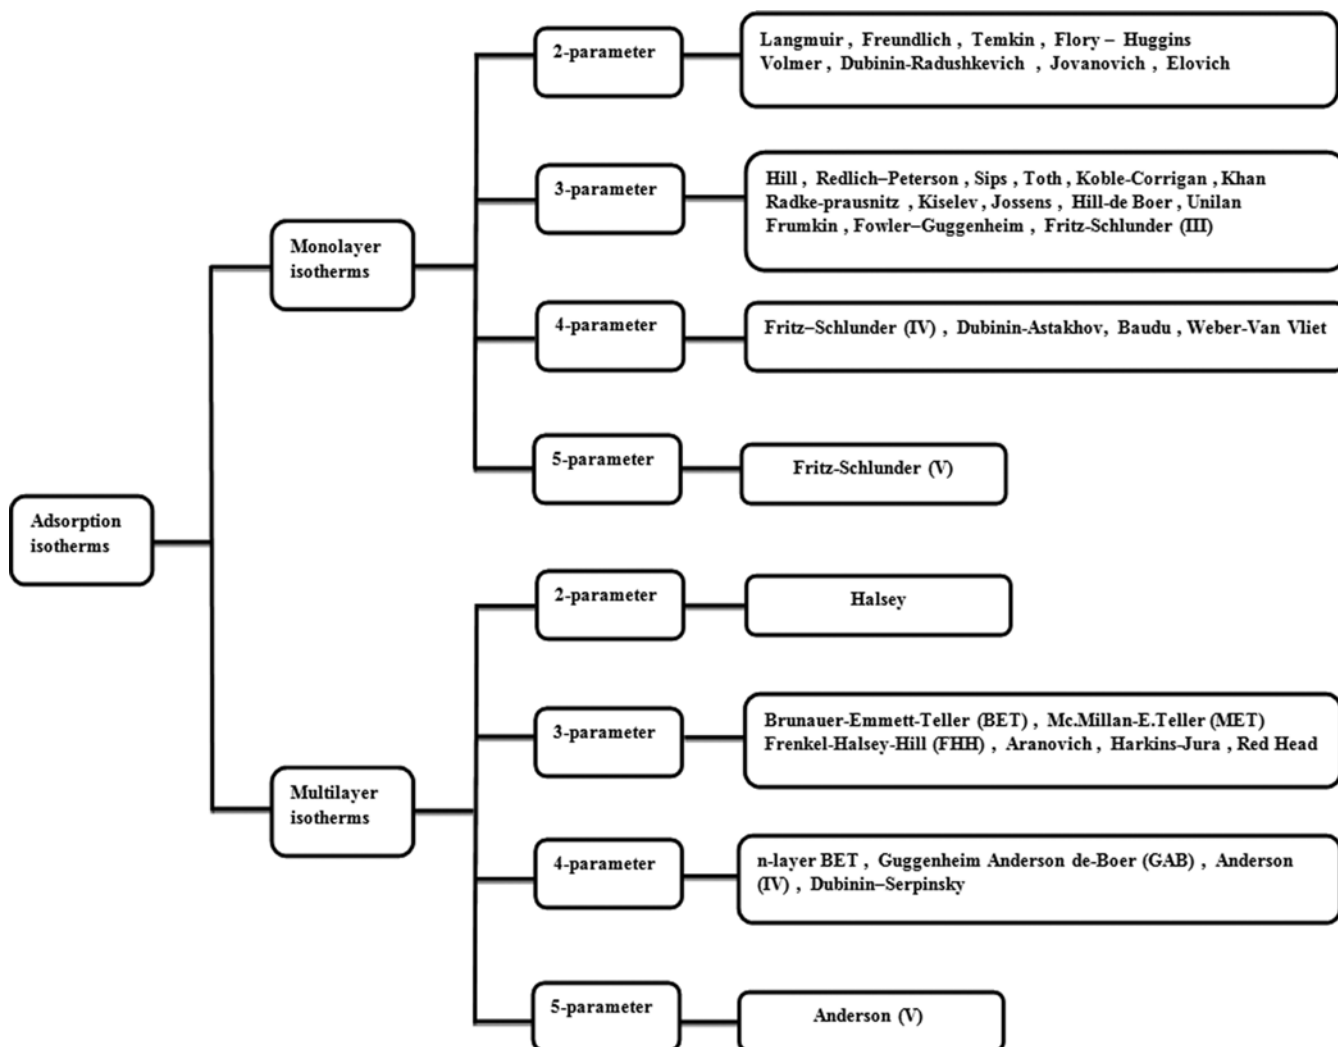 2-parameter
Langmuir , Freundlich , Temkin , Flory – Huggins
Volmer , Dubinin-Radushkevich , Jovanovich , Elovich
3-parameter
Hill , Redlich–Peterson , Sips , Toth , Koble-Corrigan , Khan
Radke-prausnitz , Kiselev , Jossens , Hill-de Boer , Unilan
Frumkin , Fowler–Guggenheim , Fritz-Schlunder (III)
Monolayer
isotherms
4-parameter
Fritz–Schlunder (IV) , Dubinin-Astakhov, Baudu , Weber-Van Vliet
5-parameter
Fritz-Schlunder (V)
Adsorption
isotherms
2-parameter
Halsey
3-parameter
Brunauer-Emmett-Teller (BET) , Mc.Millan-E.Teller (MET)
Frenkel-Halsey-Hill (FHH) , Aranovich , Harkins-Jura , Red Head
Multilayer
isotherms
4-parameter
n-layer BET , Guggenheim Anderson de-Boer (GAB) , Anderson
(IV) , Dubinin–Serpinsky
5-parameter
Anderson (V)